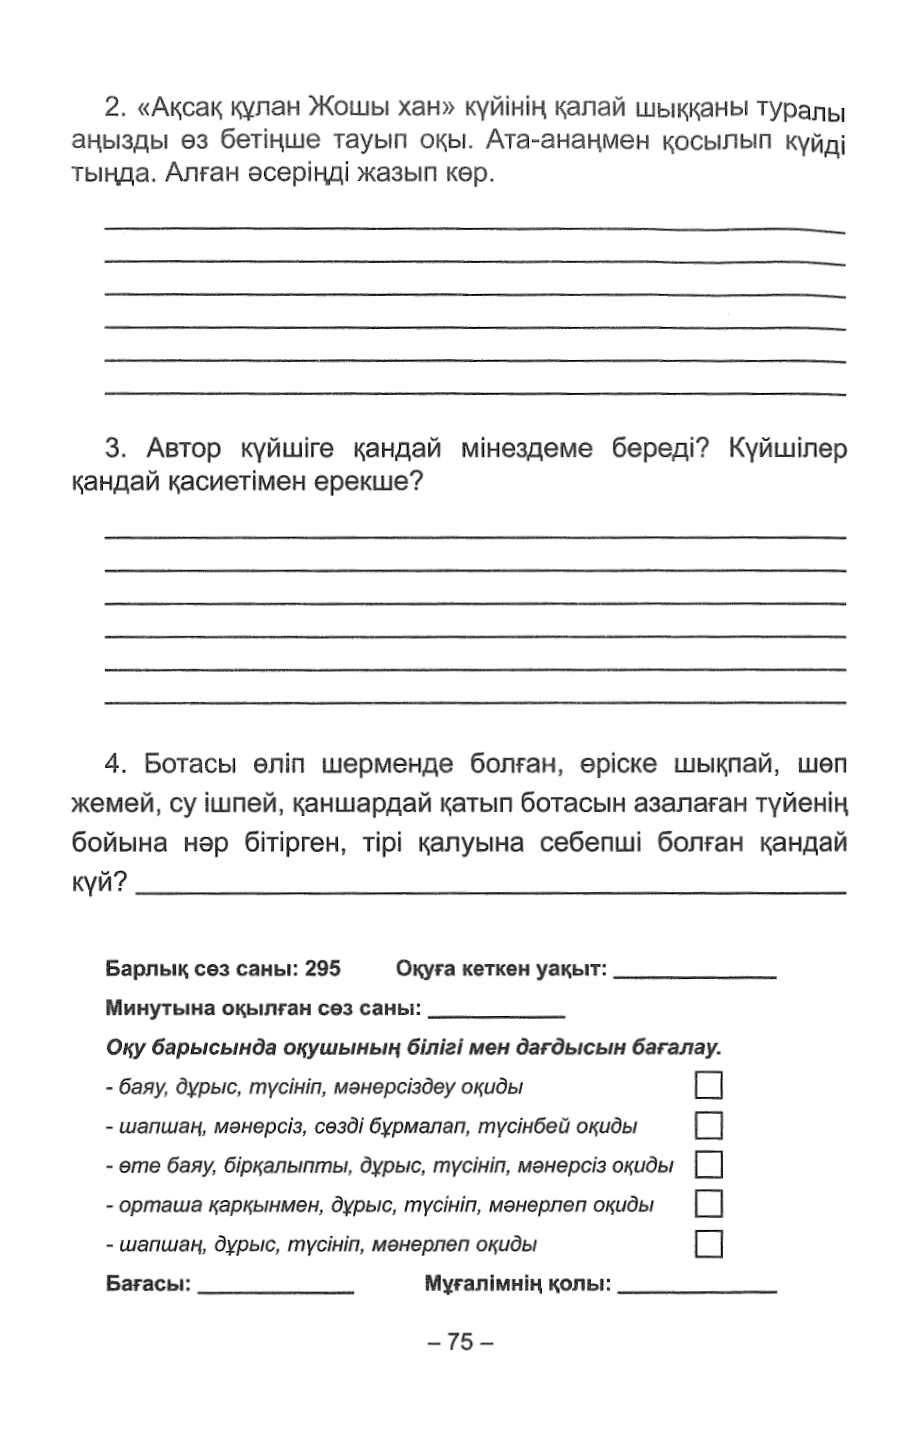 2. «Ақсақ құлан Жошы хан» күйінің қалай шыққаны туралы
аңызды өз бетіңше тауып оқы. Ата-анаңмен қосылып күйді
тыңда. Алған әсеріңді жазып көр.
3. Автор күйшіге қандай мінездеме береді? Күйшілер
қандай қасиетімен ерекше?
4. Ботасы өліп шерменде болған, өріске шықпай, шөп
жемей, су ішпей, қаншардай қатып ботасын азалаған түйенің
бойына нәр бітірген, тірі қалуына себепші болған қандай
күй?
Барлық сөз саны: 295 Оқуға кеткен уақыт:
Минутына оқылған сөз саны:
Оқу барысында оқушының білігі мен дағдысын бағалау.
- баяу, дұрыс, түсініп, мәнерсіздеу оқиды
- шапшаң, мәнерсіз, сөзді бұрмалап, түсінбей оқиды
- өте баяу, бірқалыпты, дұрыс, түсініп, мәнерсіз оқиды
- орташа қарқынмен, дұрыс, түсініп, мәнерлеп оқиды
- шапшаң, дұрыс, түсініп, мәнерлеп оқиды
Бағасы: Мұғалімнің қолы:
– 75 –